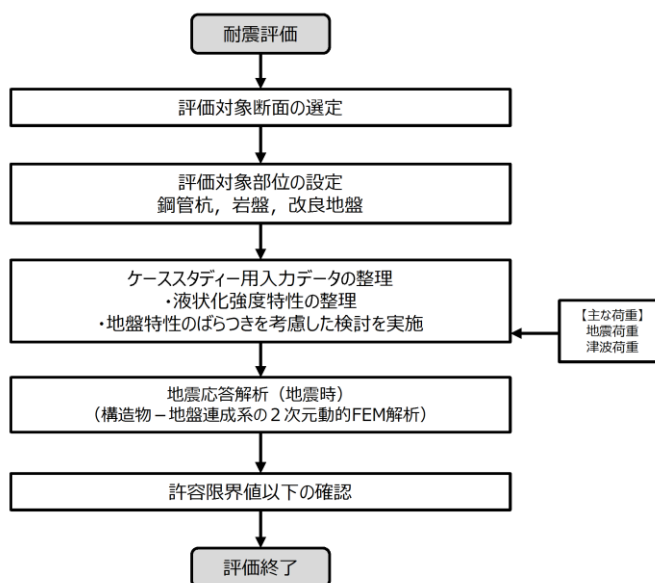 耐震評価
評価対象断面の選定
評価対象部位の設定
鋼管杭，岩盤，改良地盤
ケーススタディー用入力データの整理
・液状化強度特性の整理
・地盤特性のばらつきを考慮した検討を実施
【主な荷重】
地震荷重
津波荷重
地震応答解析（地震時）
（構造物－地盤連成系の２次元動的FEM解析）
許容限界値以下の確認
評価終了